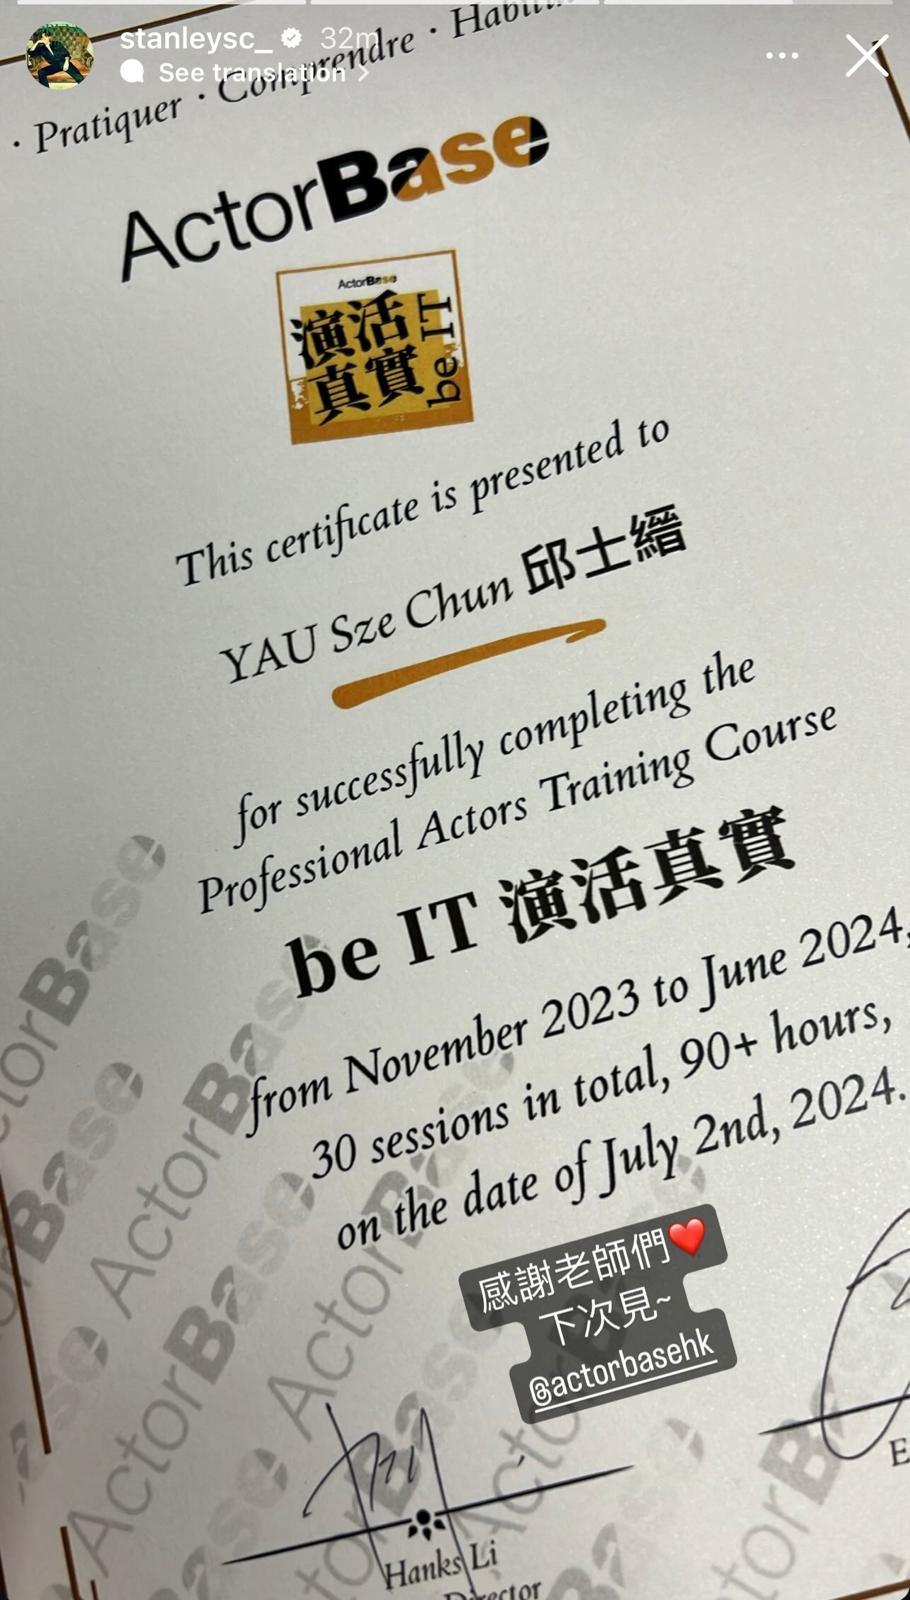 stanleysc_ 32m
See translation >
· Pratiquer · Comprendre ·
ActorBase
ActorBase
演活
真實
be IT
This certificate is presented to
YAU Sze Chun 邱士縉
for successfully completing the
Professional Actors Training Course
be IT 演活真實
from November 2023 to June 2024,
30 sessions in total, 90+ hours,
on the date of July 2nd, 2024.
感謝老師們❤️
下次見~
@actorbasehk
Hanks Li
Director